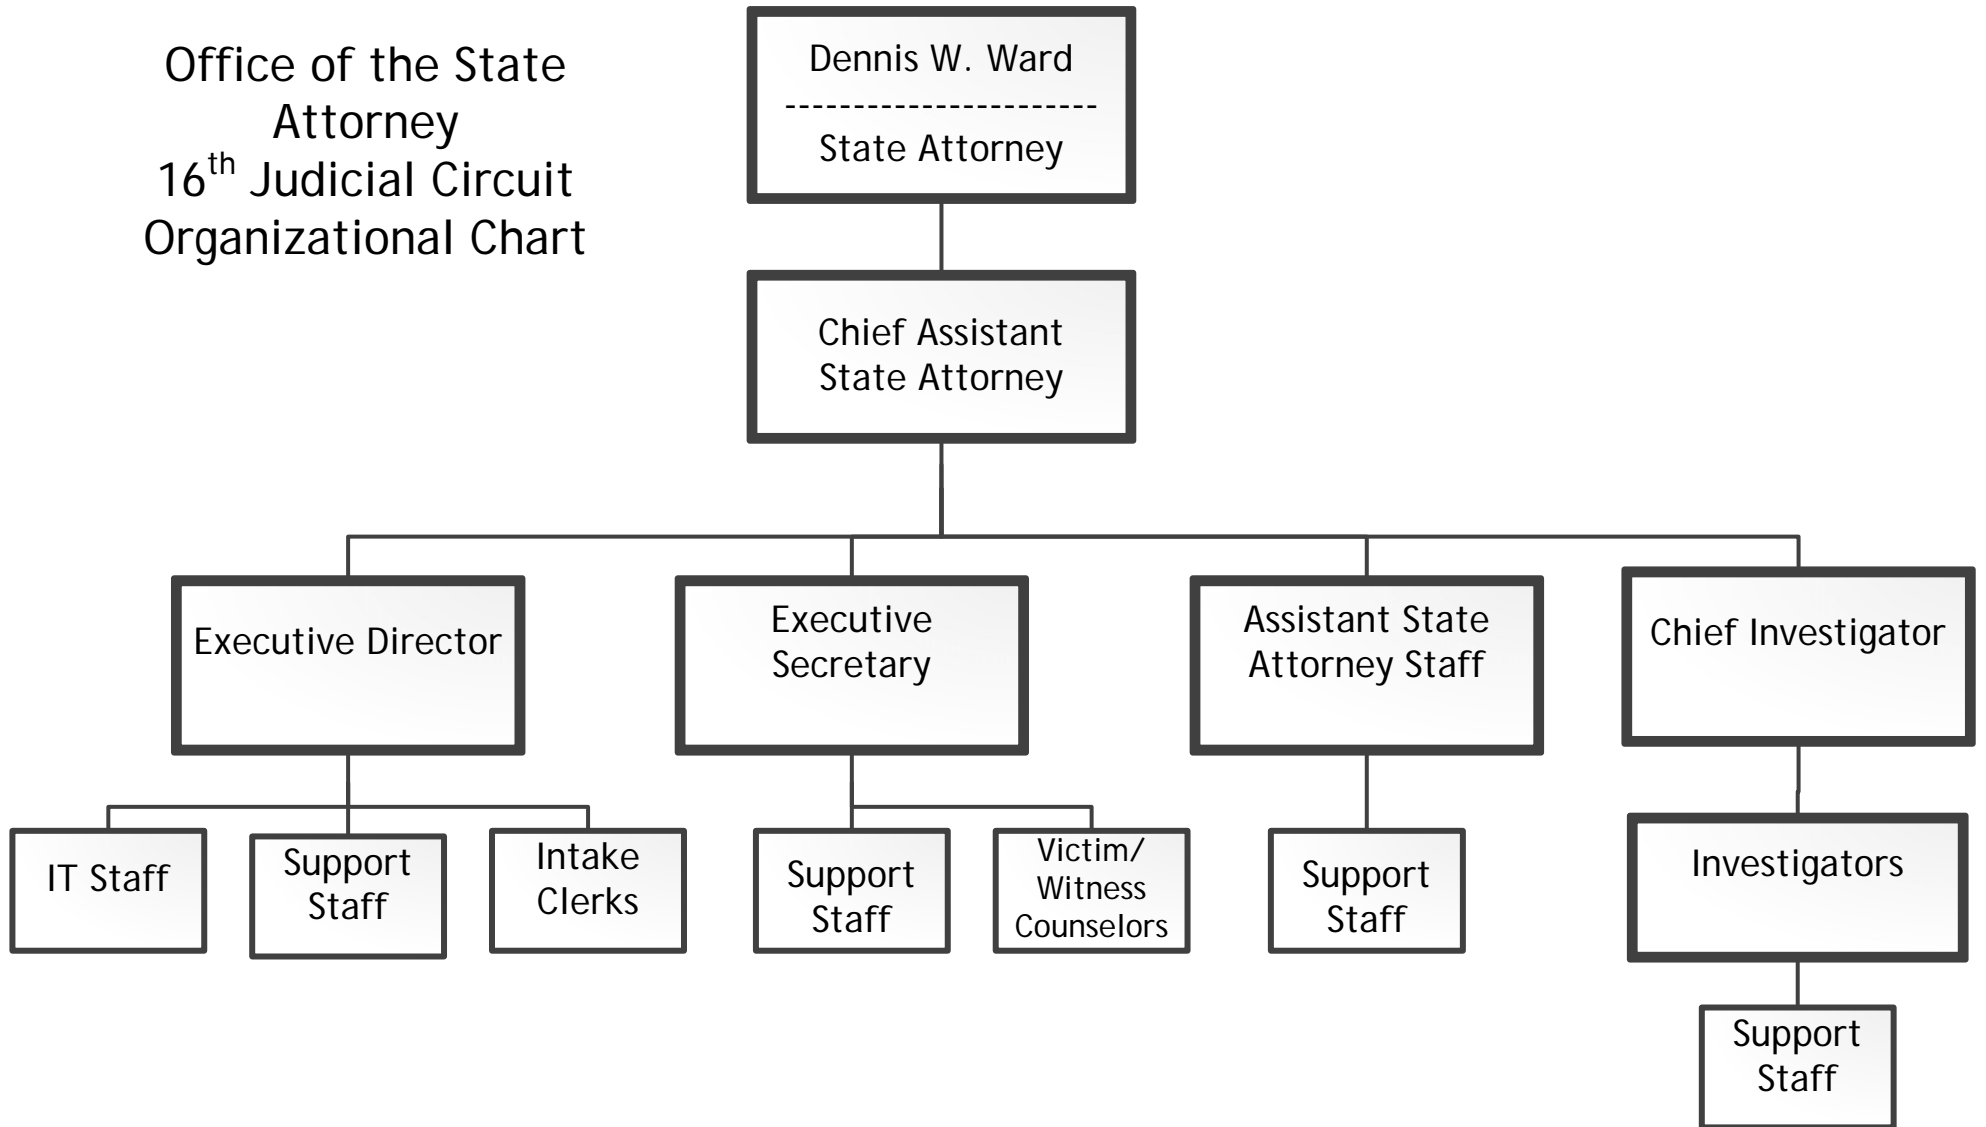 Office of the State
Attorney
16th Judicial Circuit
Organizational Chart
Dennis W. Ward
-----------------------
State Attorney
Chief Assistant
State Attorney
Executive Director
Executive
Secretary
Assistant State
Attorney Staff
Chief Investigator
IT Staff
Support
Staff
Intake
Clerks
Support
Staff
Victim/
Witness
Counselors
Support
Staff
Investigators
Support
Staff